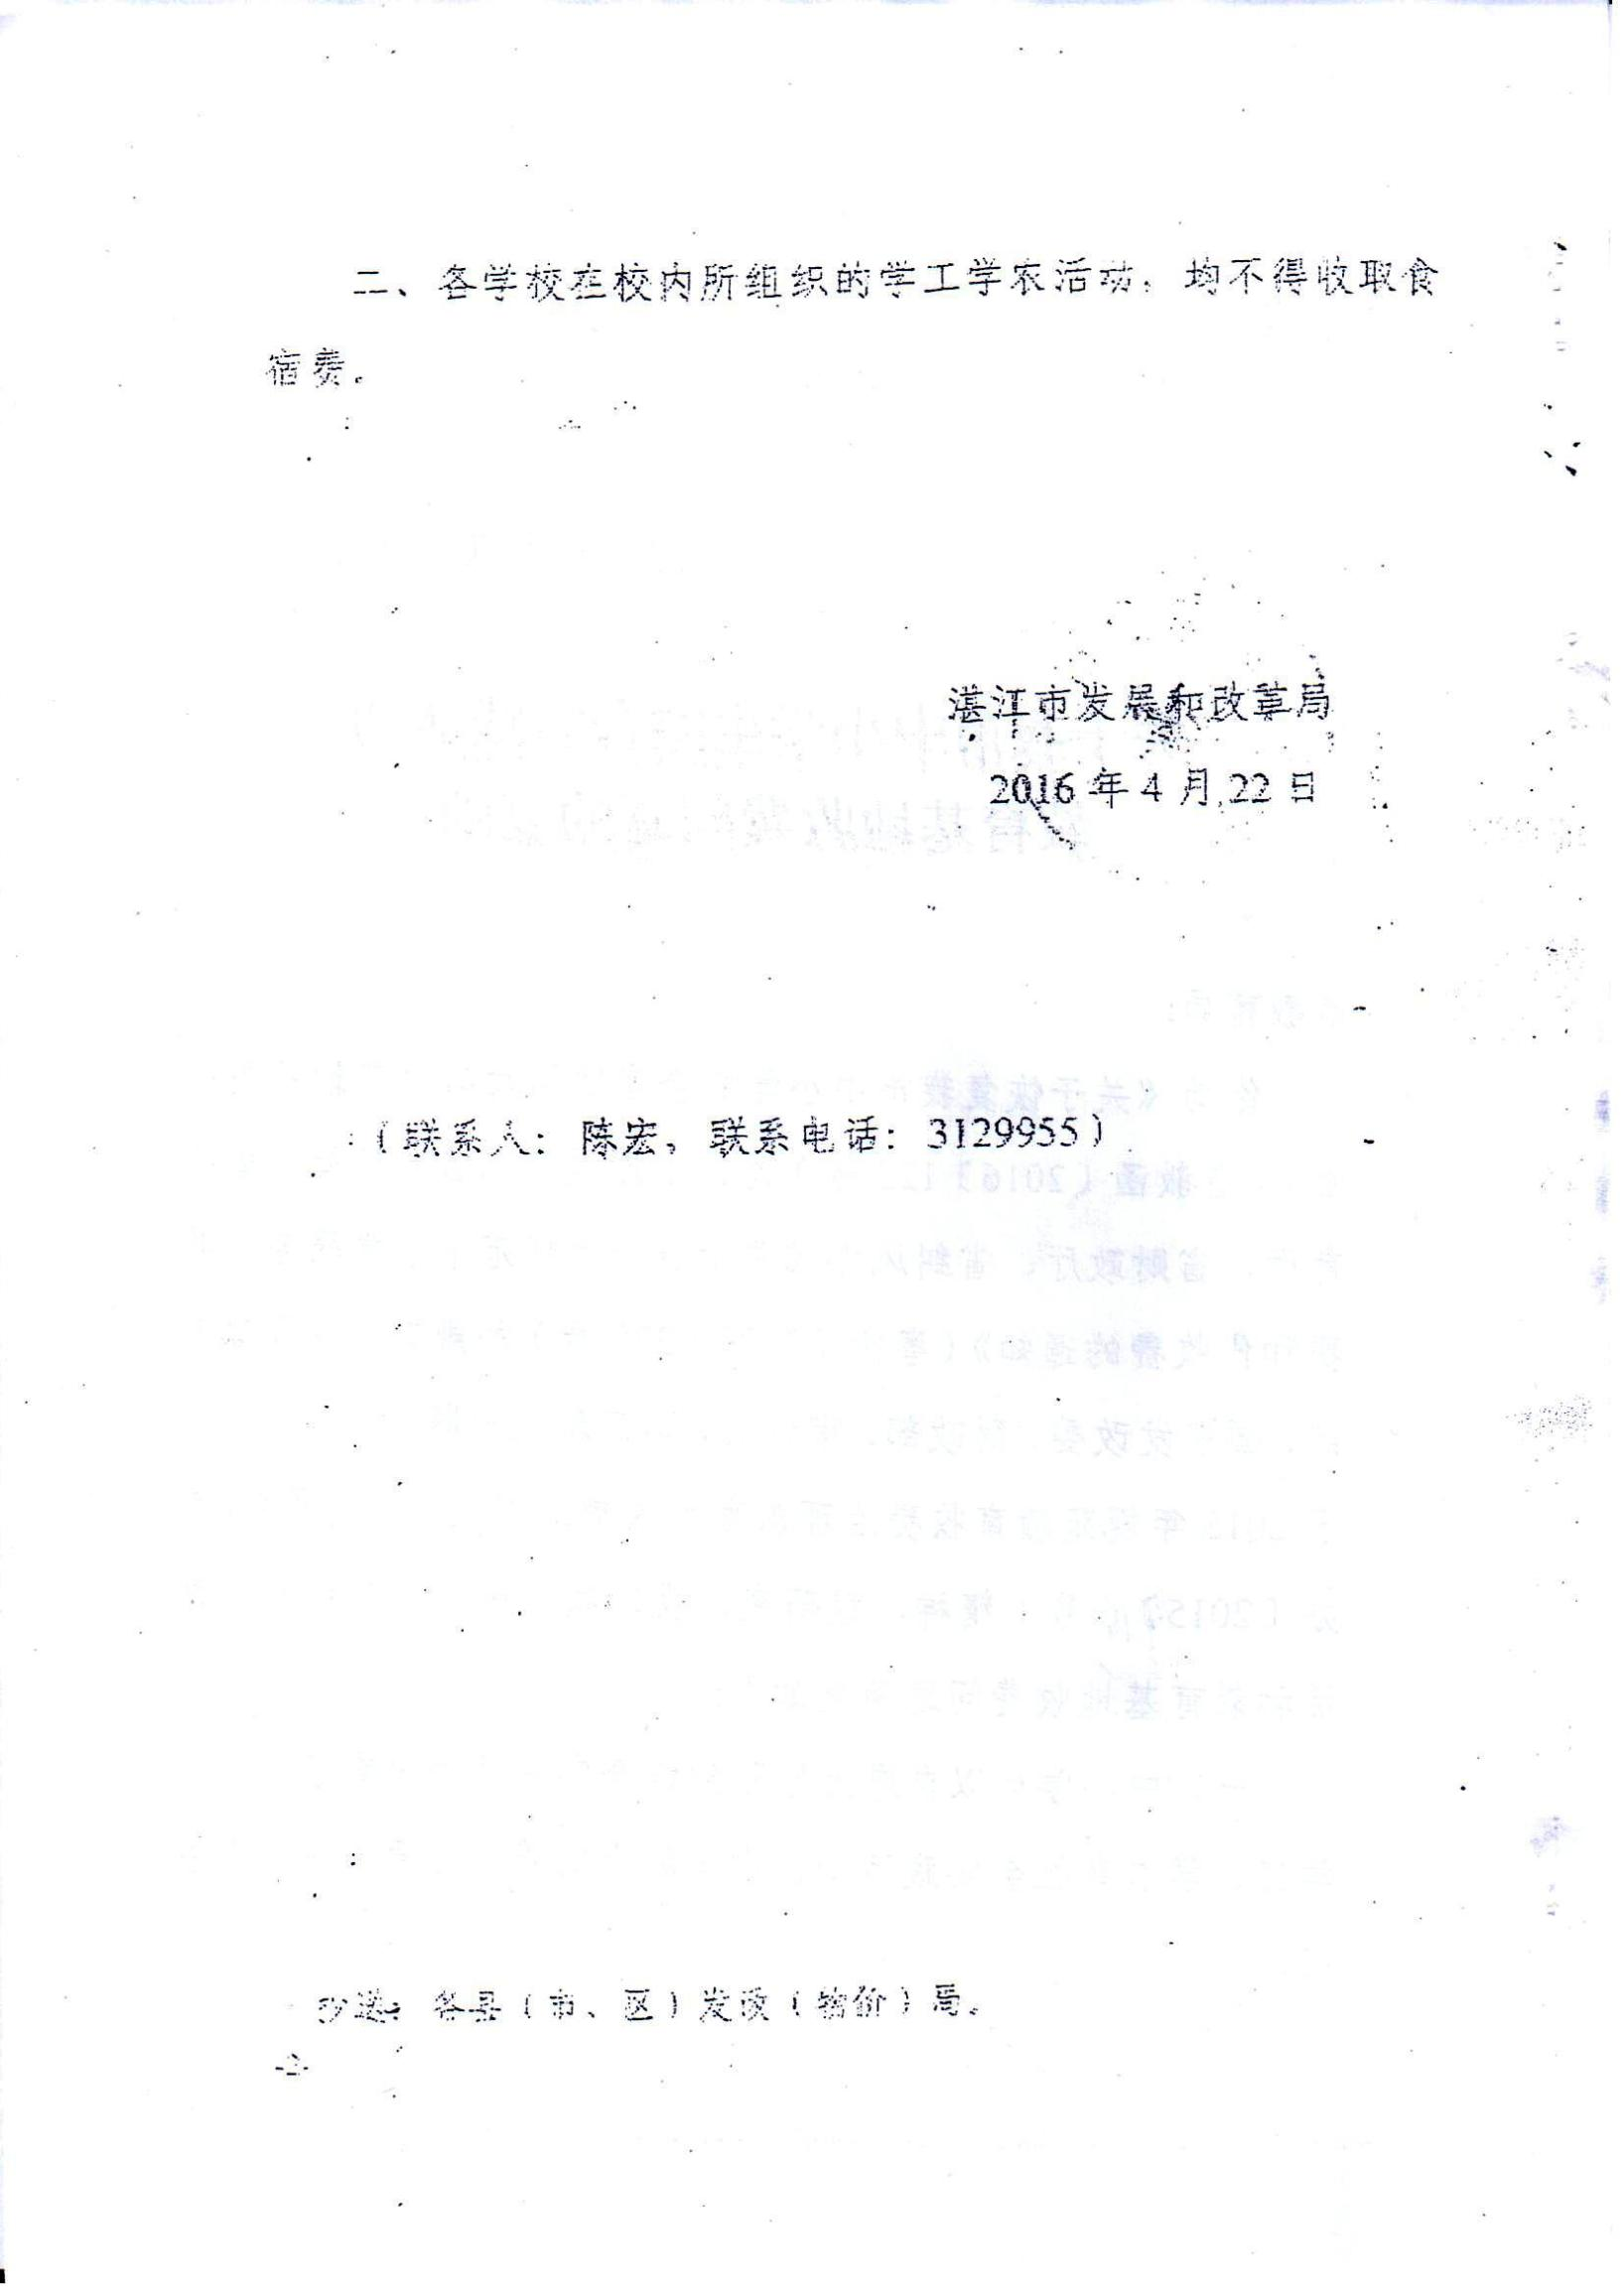 二、各学校在校内所组织的学工学农活动，均不得收取食
宿费。
湛江市发展和改革局
2016年4月22日
（联系人：陈宏，联系电话：3129955）
抄送：各县（市、区）发改（物价）局。
-2-